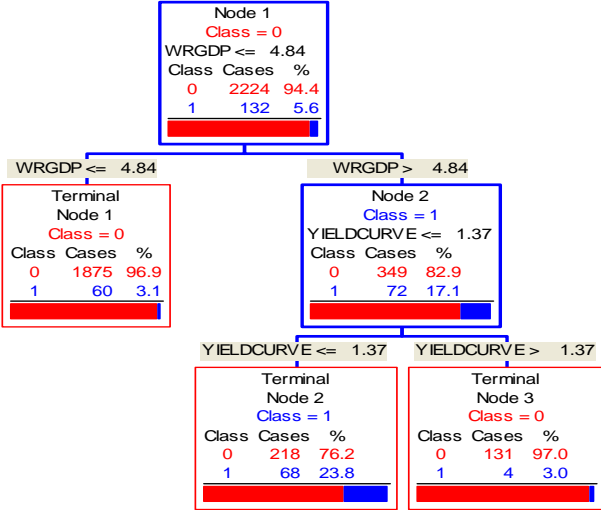 Node 1
Class = 0
WRGDP <= 4.84
Class Cases %
0 2224 94.4
1 132 5.6
WRGDP <= 4.84
WRGDP > 4.84
Terminal
Node 1
Class = 0
Class Cases %
0 1875 96.9
1 60 3.1
Node 2
Class = 1
YIELDCURVE <= 1.37
Class Cases %
0 349 82.9
1 72 17.1
YIELDCURVE <= 1.37
YIELDCURVE > 1.37
Terminal
Node 2
Class = 1
Class Cases %
0 218 76.2
1 68 23.8
Terminal
Node 3
Class = 0
Class Cases %
0 131 97.0
1 4 3.0